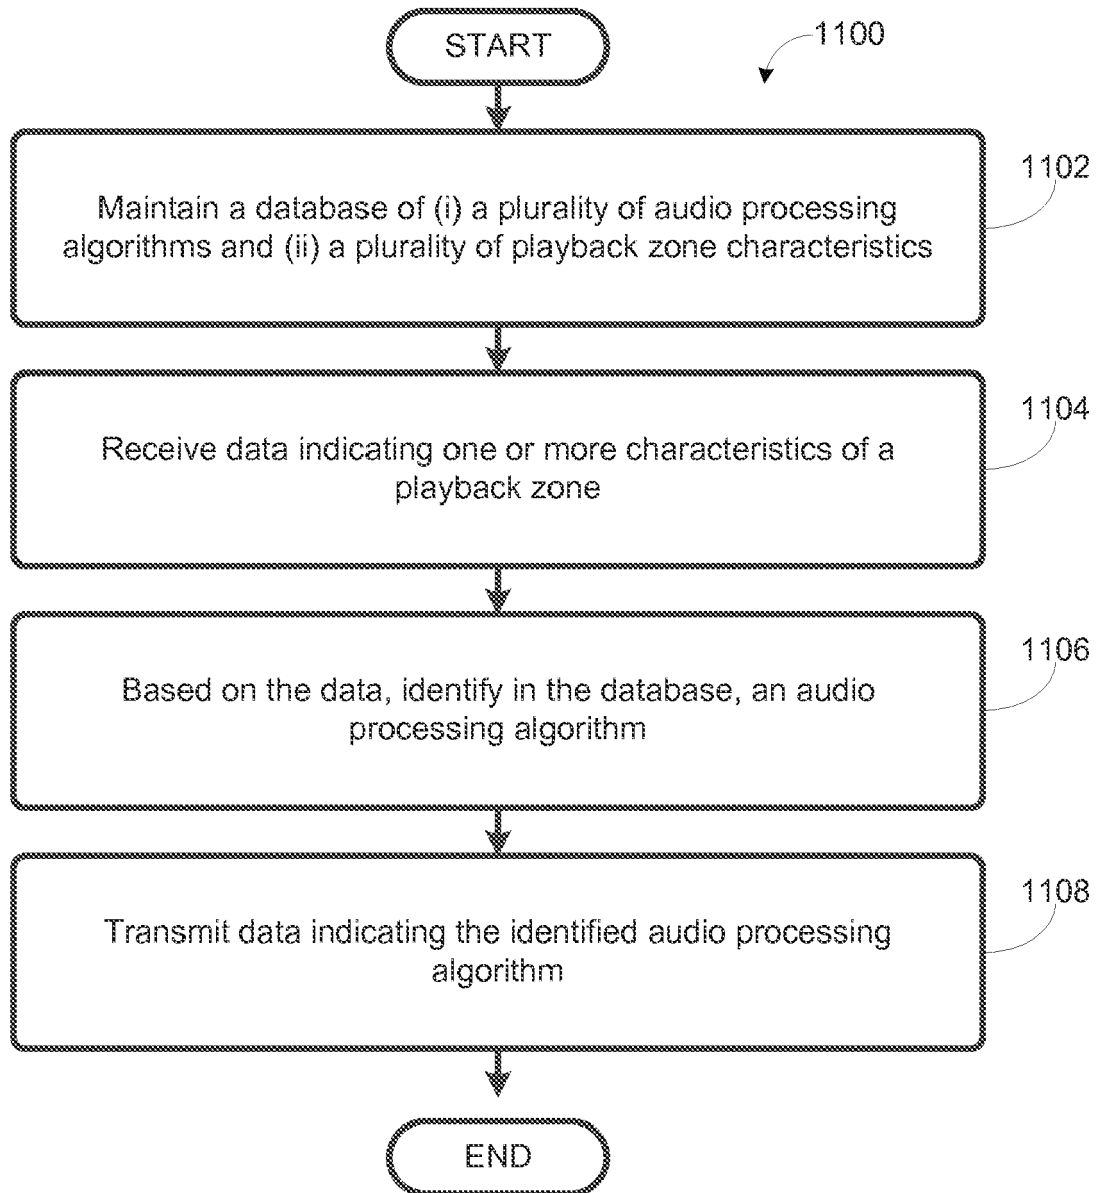 START
1100
1102
Maintain a database of (i) a plurality of audio processing
algorithms and (ii) a plurality of playback zone characteristics
1104
Receive data indicating one or more characteristics of a
playback zone
1106
Based on the data, identify in the database, an audio
processing algorithm
1108
Transmit data indicating the identified audio processing
algorithm
END